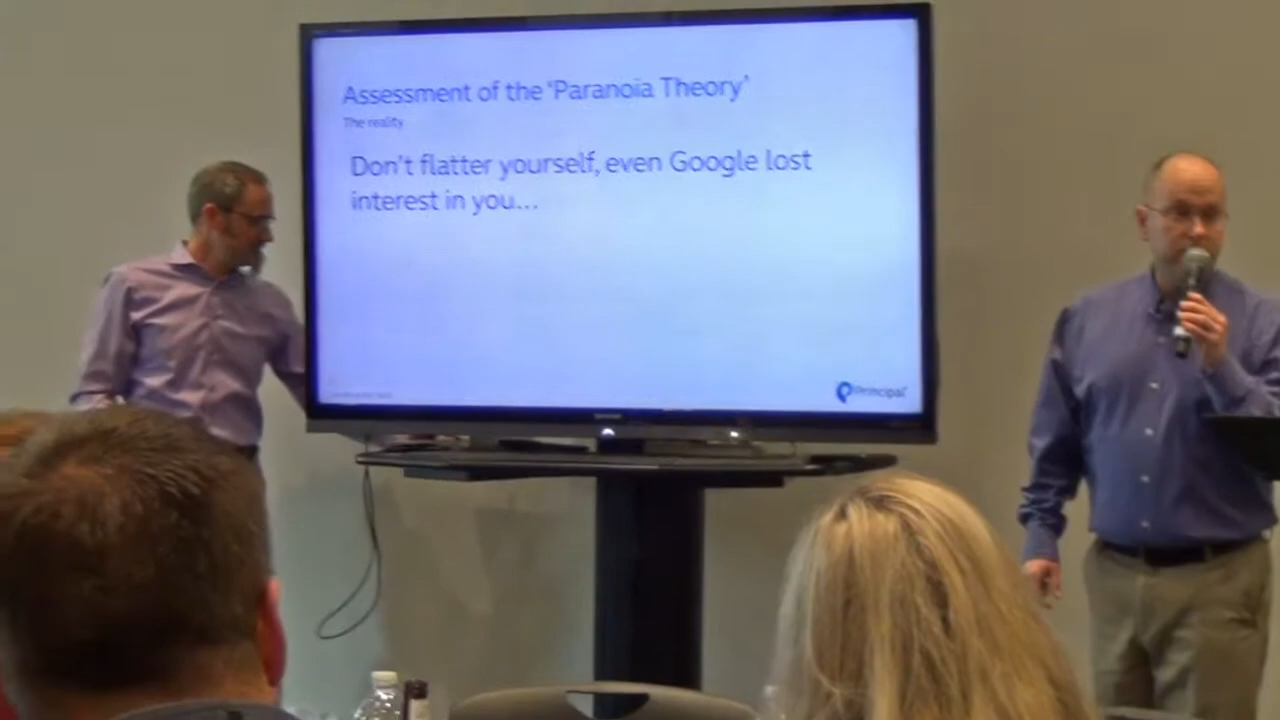 Assessment of the 'Paranoia Theory'
The reality
Don't flatter yourself, even Google lost
interest in you...
Principal